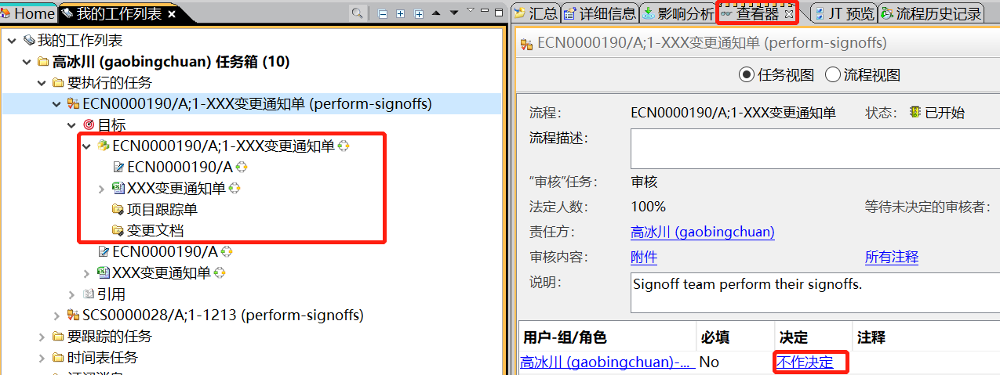 Home
我的工作列表
我的工作列表
高冰川 (gaobingchuan) 任务箱 (10)
要执行的任务
ECN0000190/A;1-XXX变更通知单 (perform-signoffs)
目标
ECN0000190/A;1-XXX变更通知单
ECN0000190/A
XXX变更通知单
项目跟踪单
变更文档
ECN0000190/A
XXX变更通知单
引用
SCS0000028/A;1-1213 (perform-signoffs)
要跟踪的任务
时间表任务
汇总 详细信息 影响分析 查看器 JT 预览 流程历史记录
ECN0000190/A;1-XXX变更通知单 (perform-signoffs)
任务视图 流程视图
流程: ECN0000190/A;1-XXX变更通知单 状态: 已开始
流程描述:
“审核”任务: 审核
法定人数: 100% 等待未决定的审核者:
责任方: 高冰川 (gaobingchuan)
审核内容: 附件 所有注释
说明: Signoff team perform their signoffs.
用户-组/角色 必填 决定 注释
高冰川 (gaobingchuan)-... No 不作决定